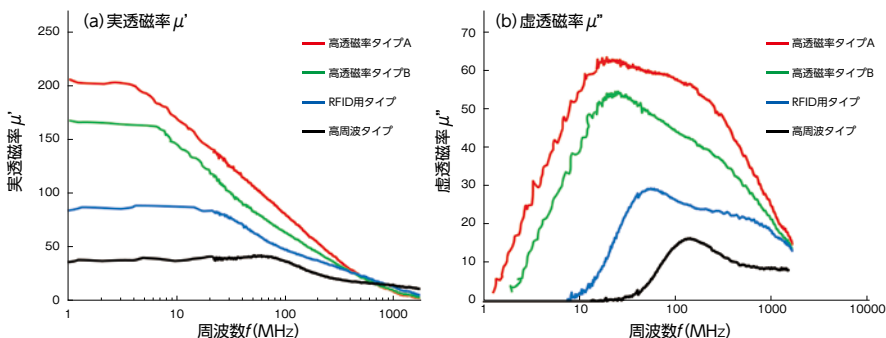 (a) 実透磁率μ'
250
200
150
100
50
0
実透磁率μ'
1
10
100
1000
周波数f(MHz)
高透磁率タイプA
高透磁率タイプB
RFID用タイプ
高周波タイプ
(b) 虚透磁率μ"
70
60
50
40
30
20
10
0
虚透磁率μ"
1
10
100
1000
10000
周波数f(MHz)
高透磁率タイプA
高透磁率タイプB
RFID用タイプ
高周波タイプ